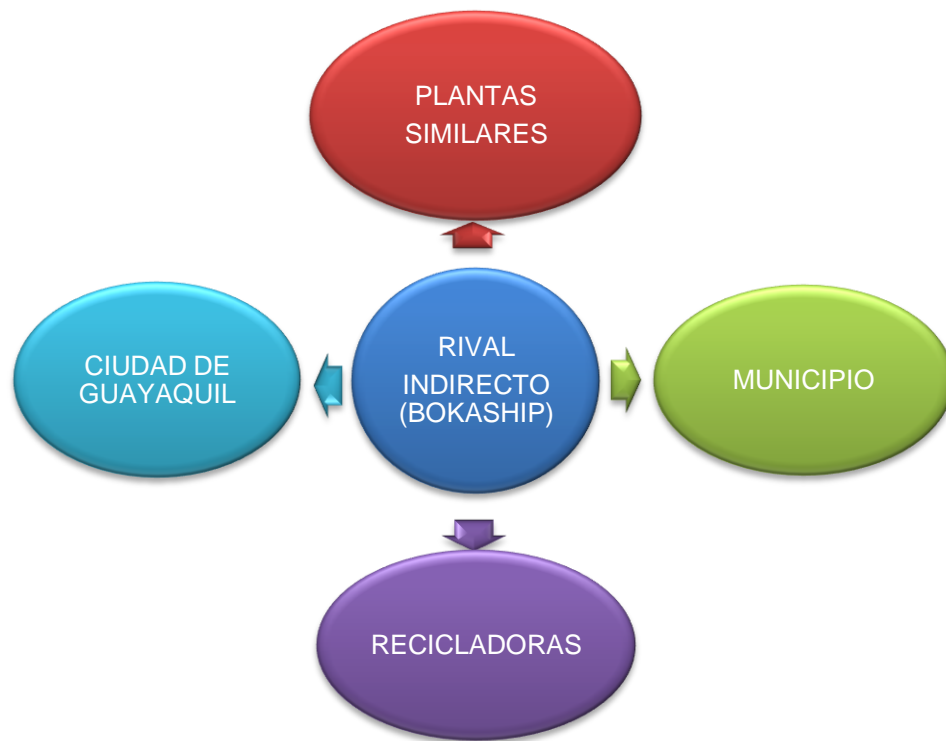 PLANTAS
SIMILARES
CIUDAD DE
GUAYAQUIL
RIVAL
INDIRECTO
(BOKASHIP)
MUNICIPIO
RECICLADORAS